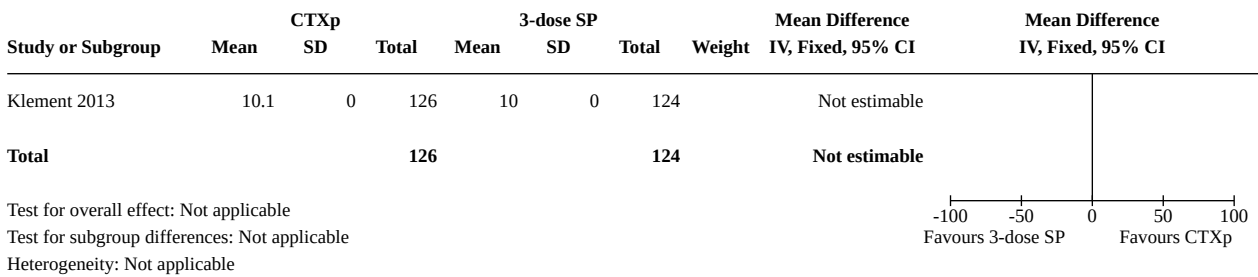 CTXp 3-dose SP Mean Difference Mean Difference
Study or Subgroup Mean SD Total Mean SD Total Weight IV, Fixed, 95% CI IV, Fixed, 95% CI
Klement 2013 10.1 0 126 10 0 124 Not estimable
Total 126 124 Not estimable
Test for overall effect: Not applicable
-100 -50 0 50 100
Test for subgroup differences: Not applicable Favours 3-dose SP Favours CTXp
Heterogeneity: Not applicable